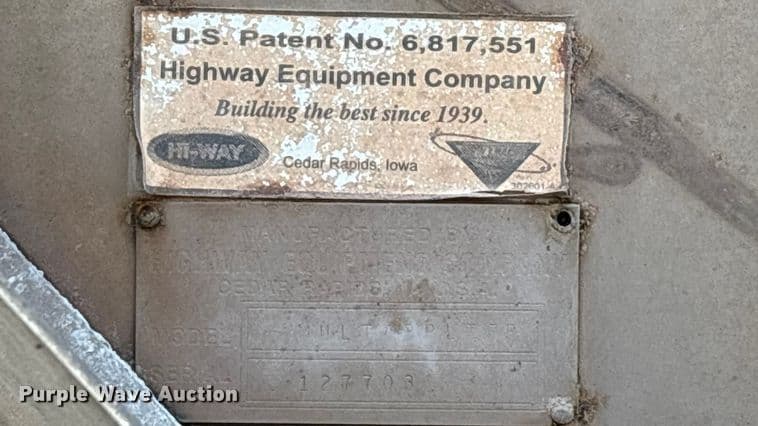 U.S. Patent No. 6,817,551
Highway Equipment Company
Building the best since 1939.
HI-WAY
Cedar Rapids, Iowa
MANUFACTURED BY
HIGHWAY EQUIPMENT COMPANY
CEDAR RAPIDS
MODEL
SERIAL 127703
Purple Wave Auction